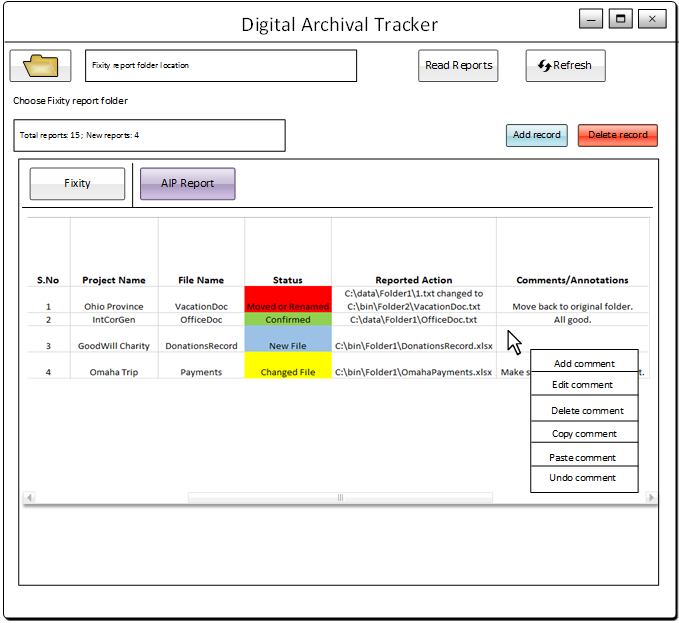 Digital Archival Tracker
Fixity report folder location
Read Reports
Refresh
Choose Fixity report folder
Total reports: 15; New reports: 4
Add record
Delete record
Fixity
AIP Report
S.No Project Name File Name Status Reported Action Comments/Annotations
C:\data\Folder1\1.txt changed to
1 Ohio Province VacationDoc Moved or Renamed C:\bin\Folder2\VacationDoc.txt Move back to original folder.
2 IntCorGen OfficeDoc Confirmed C:\data\Folder1\OfficeDoc.txt All good.
3 GoodWill Charity DonationsRecord New File C:\bin\Folder1\DonationsRecord.xlsx
4 Omaha Trip Payments Changed File C:\bin\Folder1\OmahaPayments.xlsx Make
Add comment
Edit comment
Delete comment
Copy comment
Paste comment
Undo comment